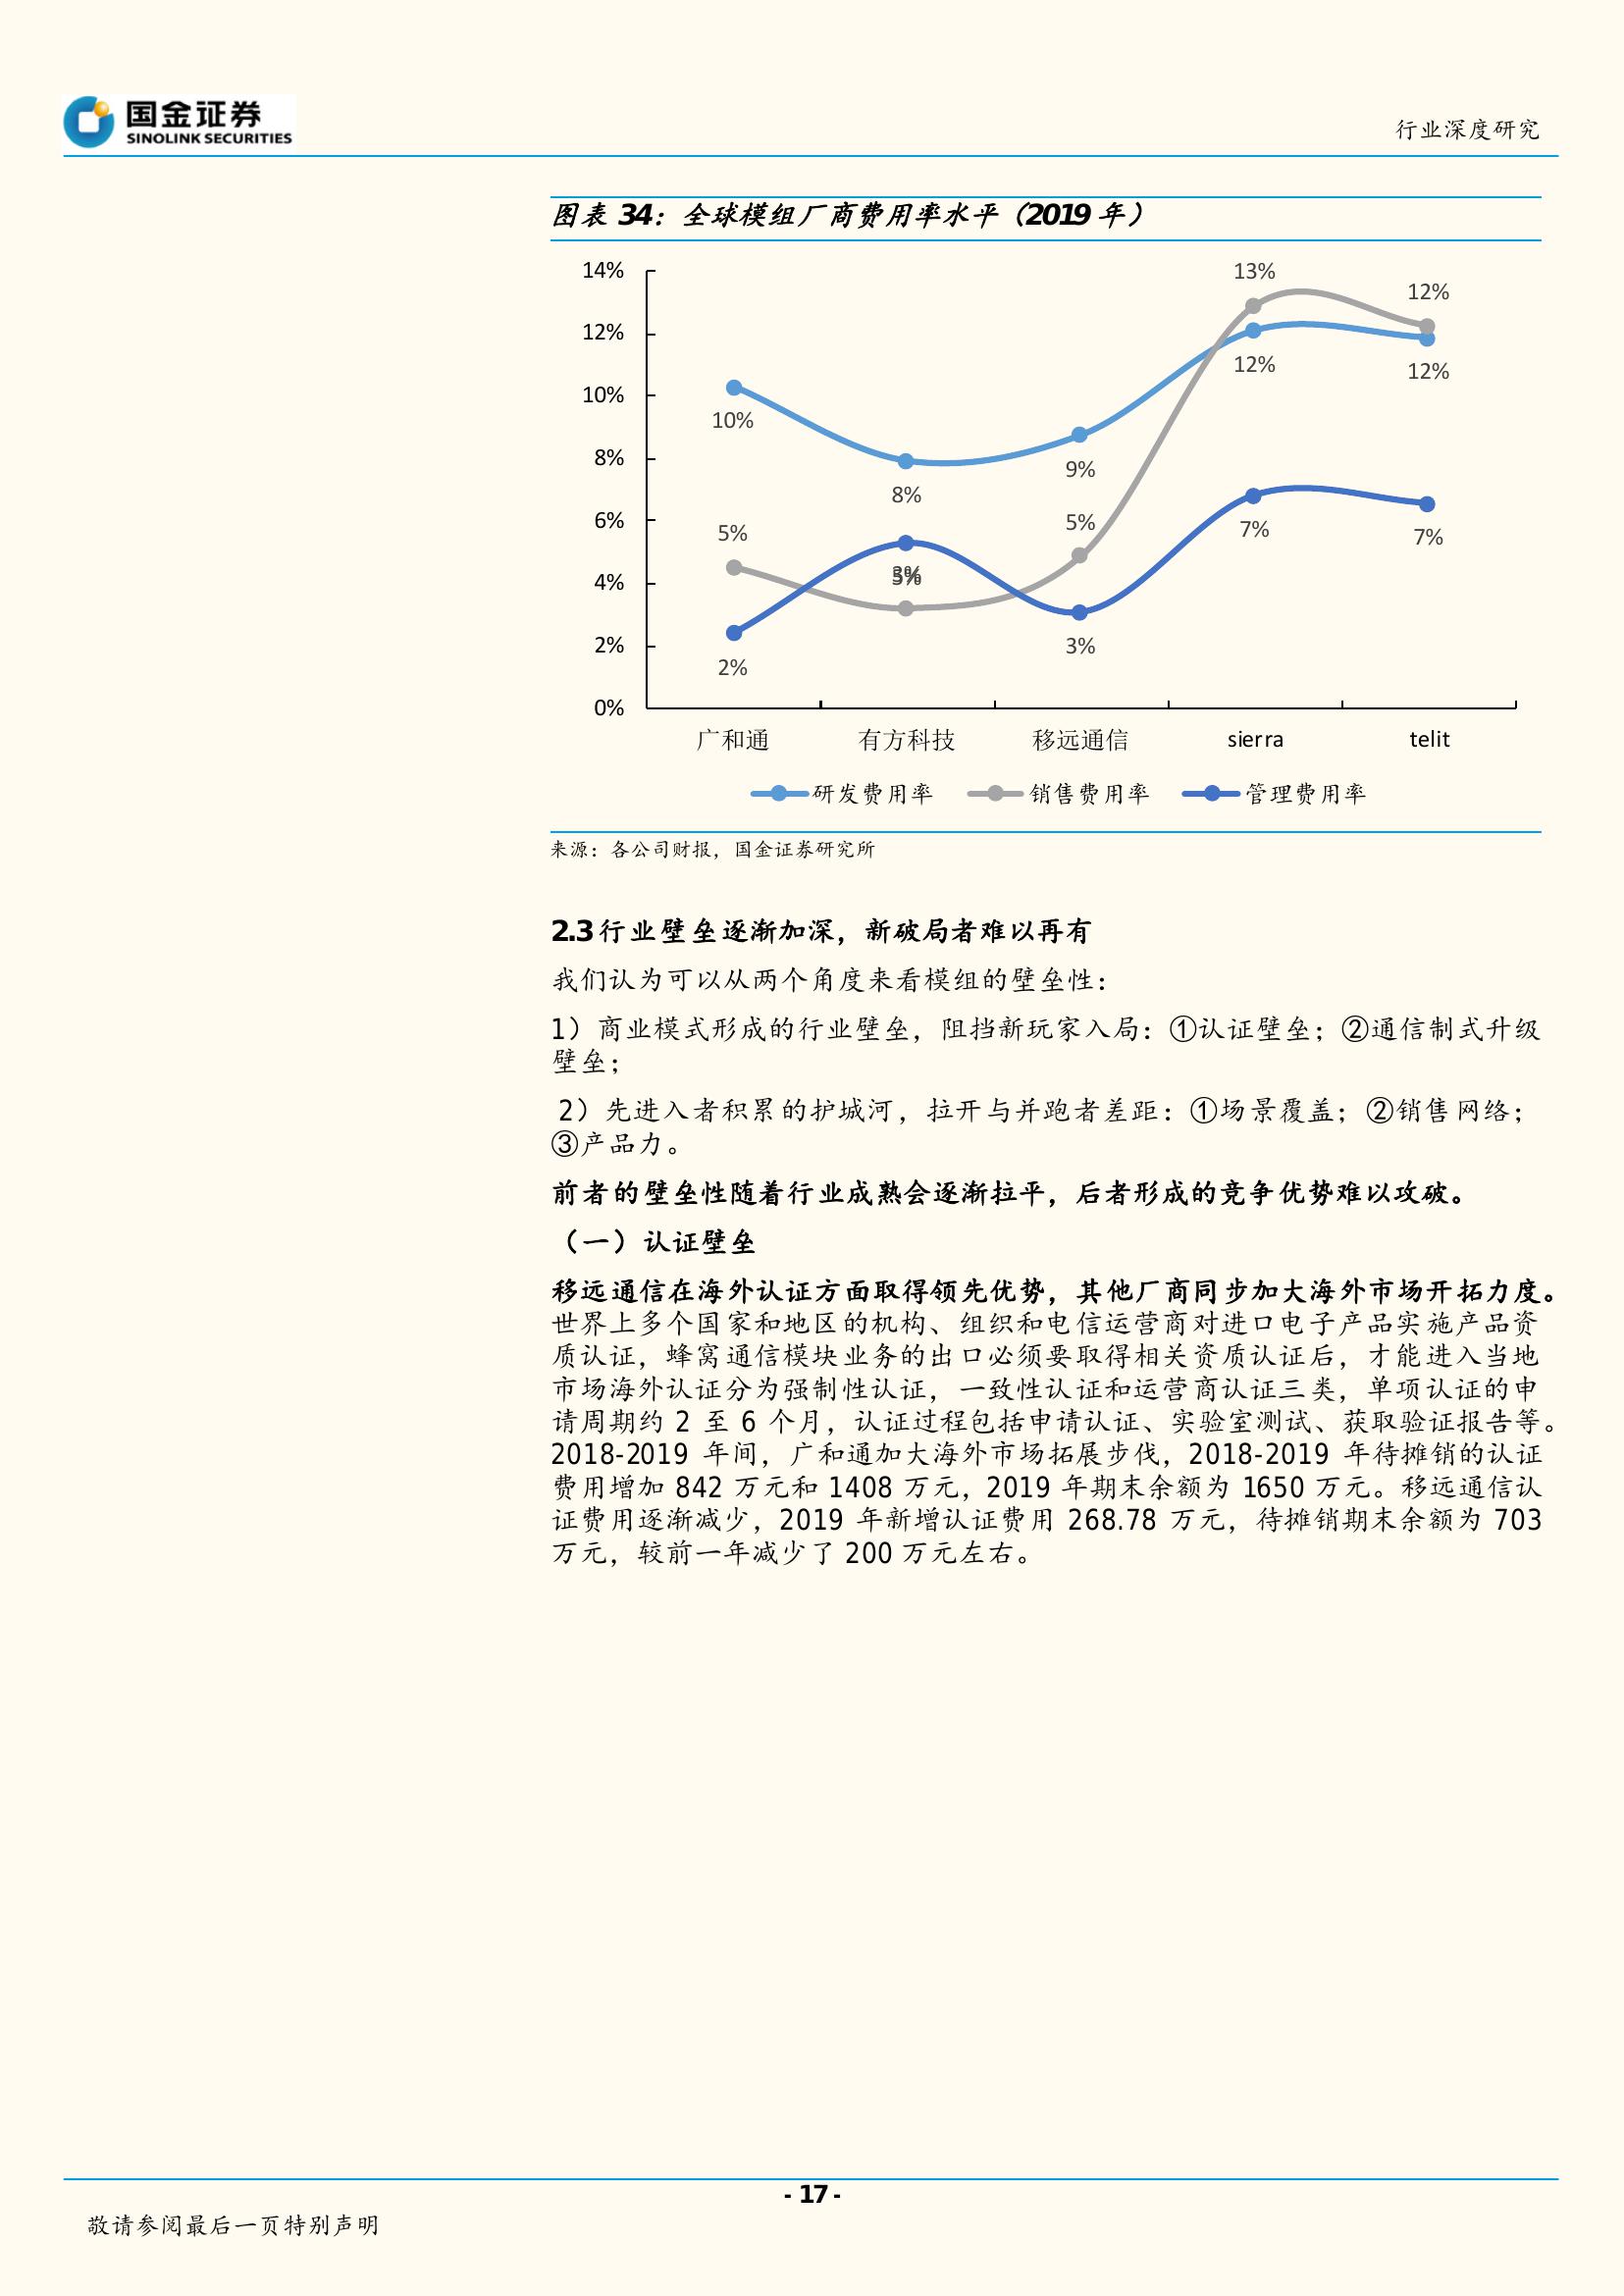 国金证券
SINOLINK SECURITIES
行业深度研究
图表 34：全球模组厂商费用率水平（2019 年）
14%
12%
10%
8%
6%
4%
2%
0%
13%
12%
12%
12%
10%
9%
8%
5%
5%
7%
7%
3%
5%
2%
3%
广和通 有方科技 移远通信 sierra telit
研发费用率 销售费用率 管理费用率
来源：各公司财报，国金证券研究所
2.3 行业壁垒逐渐加深，新破局者难以再有
我们认为可以从两个角度来看模组的壁垒性：
1）商业模式形成的行业壁垒，阻挡新玩家入局：①认证壁垒；②通信制式升级
壁垒；
2）先进入者积累的护城河，拉开与并跑者差距：①场景覆盖；②销售网络；
③产品力。
前者的壁垒性随着行业成熟会逐渐拉平，后者形成的竞争优势难以攻破。
（一）认证壁垒
移远通信在海外认证方面取得领先优势，其他厂商同步加大海外市场开拓力度。
世界上多个国家和地区的机构、组织和电信运营商对进口电子产品实施产品资
质认证，蜂窝通信模块业务的出口必须要取得相关资质认证后，才能进入当地
市场海外认证分为强制性认证，一致性认证和运营商认证三类，单项认证的申
请周期约 2 至 6 个月，认证过程包括申请认证、实验室测试、获取验证报告等。
2018-2019 年间，广和通加大海外市场拓展步伐，2018-2019 年待摊销的认证
费用增加 842 万元和 1408 万元，2019 年期末余额为 1650 万元。移远通信认
证费用逐渐减少，2019 年新增认证费用 268.78 万元，待摊销期末余额为 703
万元，较前一年减少了 200 万元左右。
- 17 -
敬请参阅最后一页特别声明